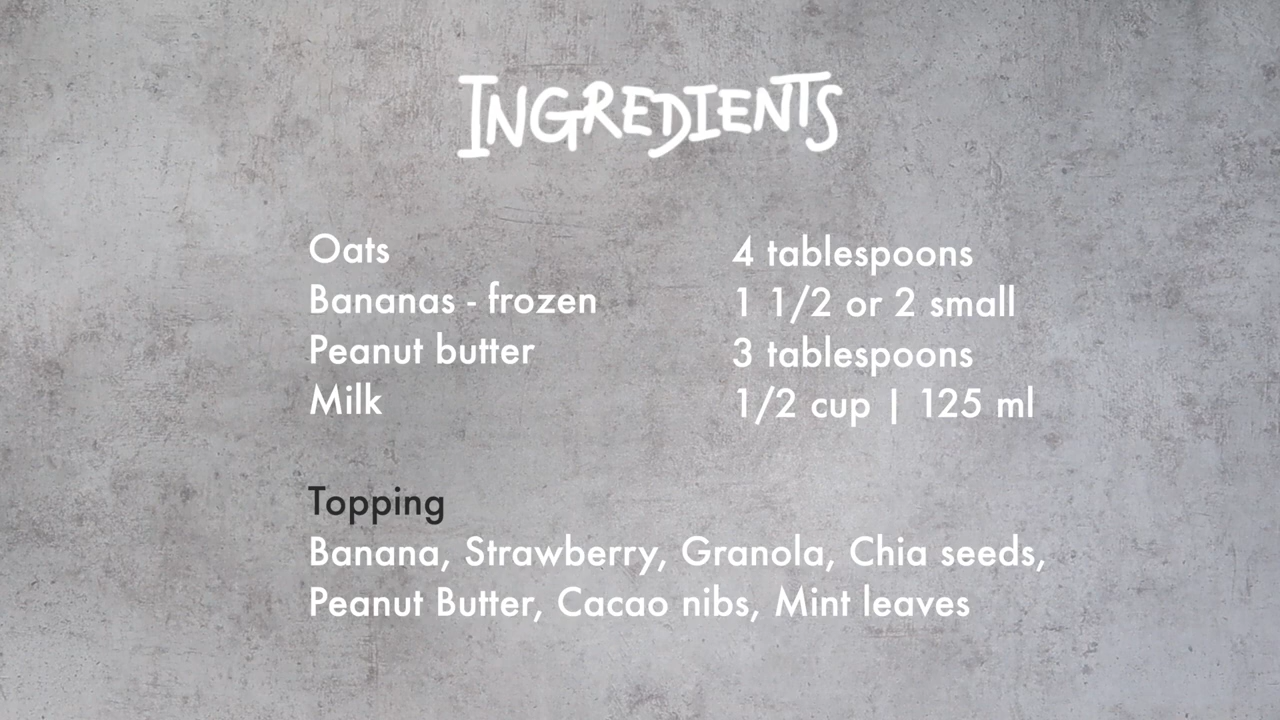 INGREDIENTS
Oats 4 tablespoons
Bananas - frozen 1 1/2 or 2 small
Peanut butter 3 tablespoons
Milk 1/2 cup | 125 ml
Topping
Banana, Strawberry, Granola, Chia seeds,
Peanut Butter, Cacao nibs, Mint leaves